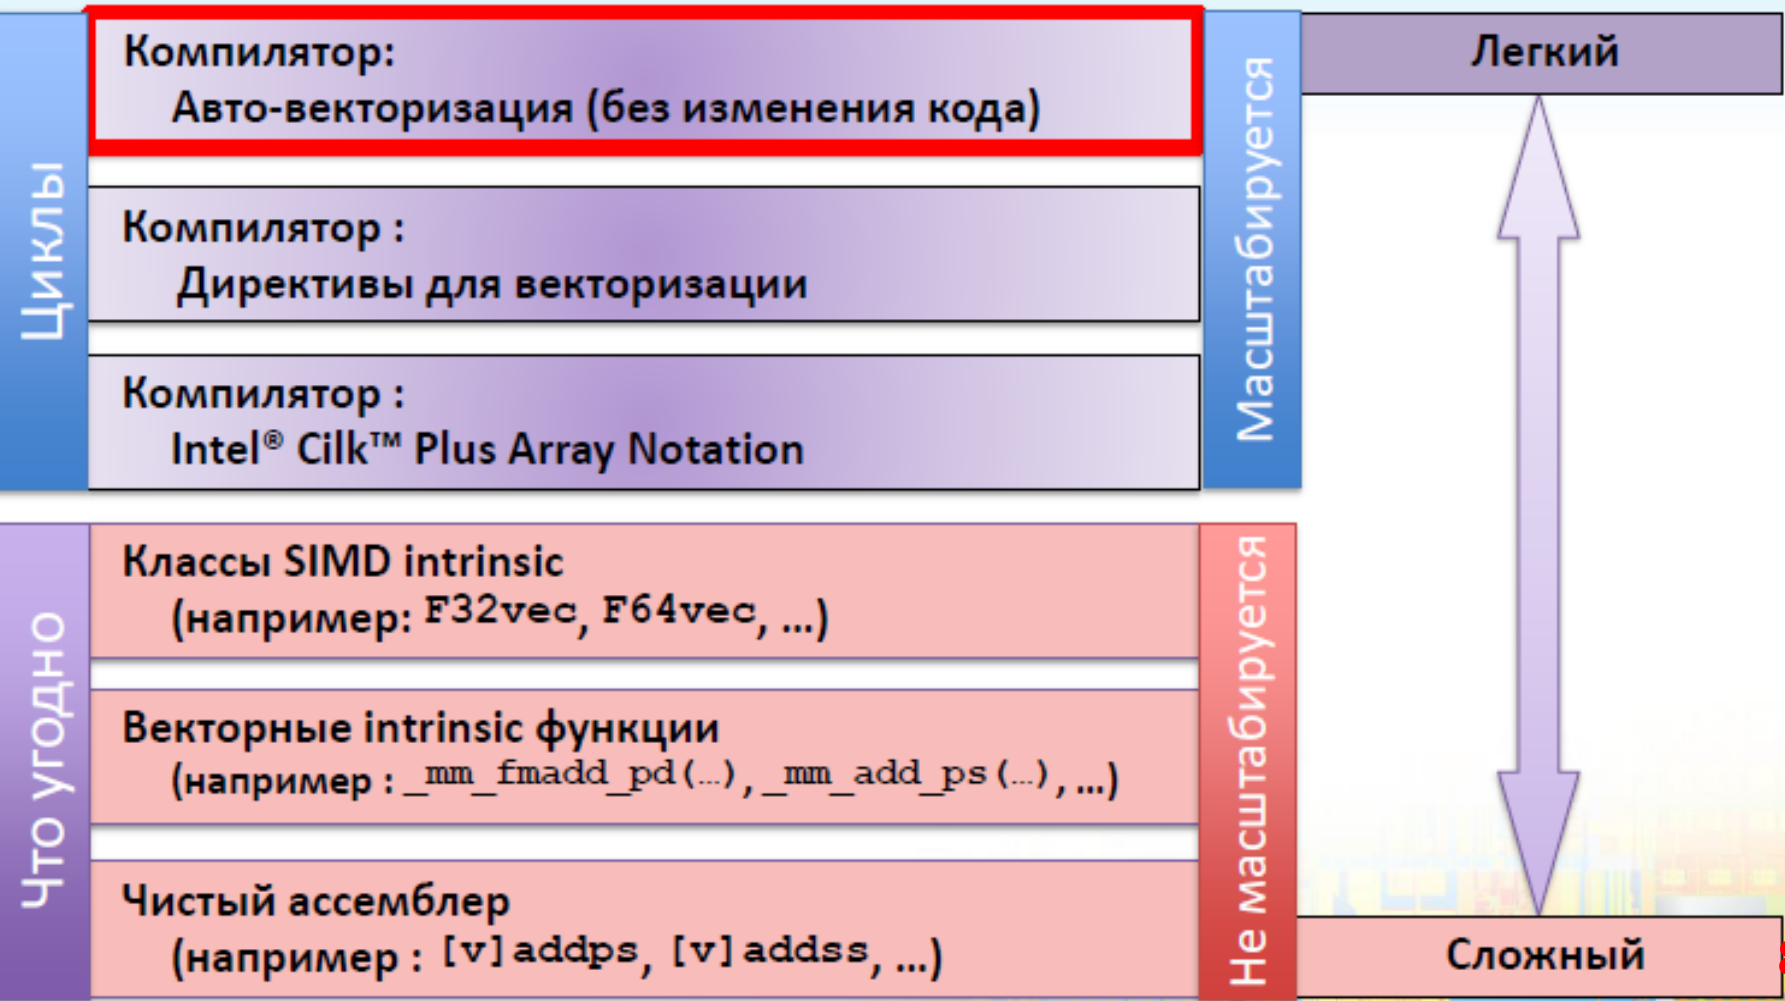 Циклы
Компилятор:
Авто-векторизация (без изменения кода)
Компилятор :
Директивы для векторизации
Компилятор :
Intel® Cilk™ Plus Array Notation
Масштабируется
Легкий
Что угодно
Классы SIMD intrinsic
(например: F32vec, F64vec, ...)
Векторные intrinsic функции
(например : _mm_fmadd_pd(…), _mm_add_ps(…), ...)
Чистый ассемблер
(например : [v]addps, [v]addss, ...)
Не масштабируется
Сложный